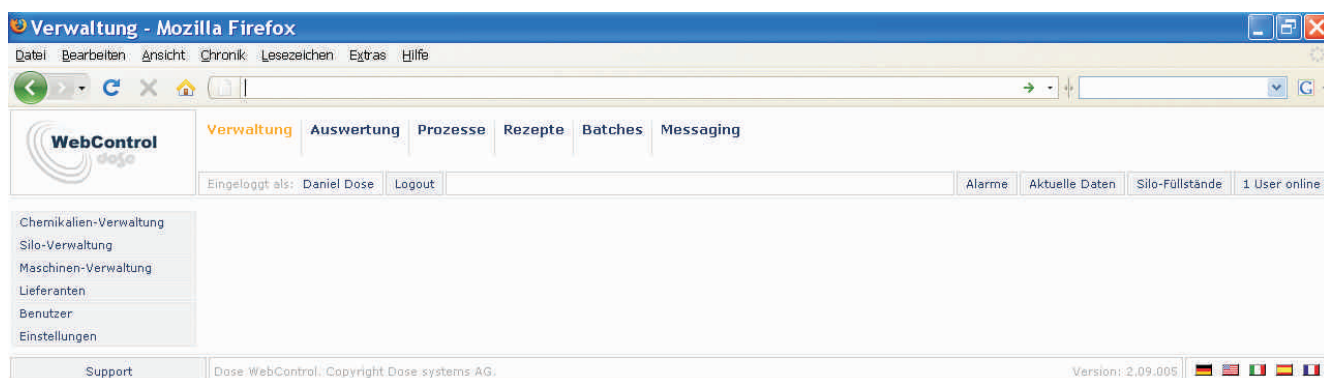 Verwaltung - Mozilla Firefox
Datei Bearbeiten Ansicht Chronik Lesezeichen Extras Hilfe
G
WebControl
dose
Verwaltung Auswertung Prozesse Rezepte Batches Messaging
Eingeloggt als: Daniel Dose Logout Alarme Aktuelle Daten Silo-Füllstände 1 User online
Chemikalien-Verwaltung
Silo-Verwaltung
Maschinen-Verwaltung
Lieferanten
Benutzer
Einstellungen
Support Dose WebControl. Copyright Dose systems AG. Version: 2.09.005